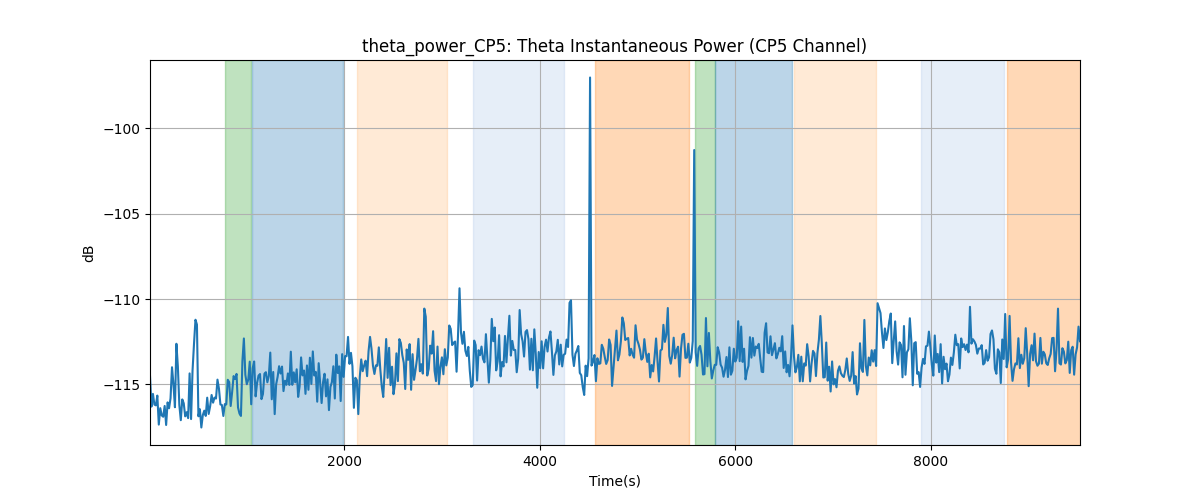 theta_power_CP5: Theta Instantaneous Power (CP5 Channel)
−100
−105
−110
−115
dB
2000 4000 6000 8000
Time(s)